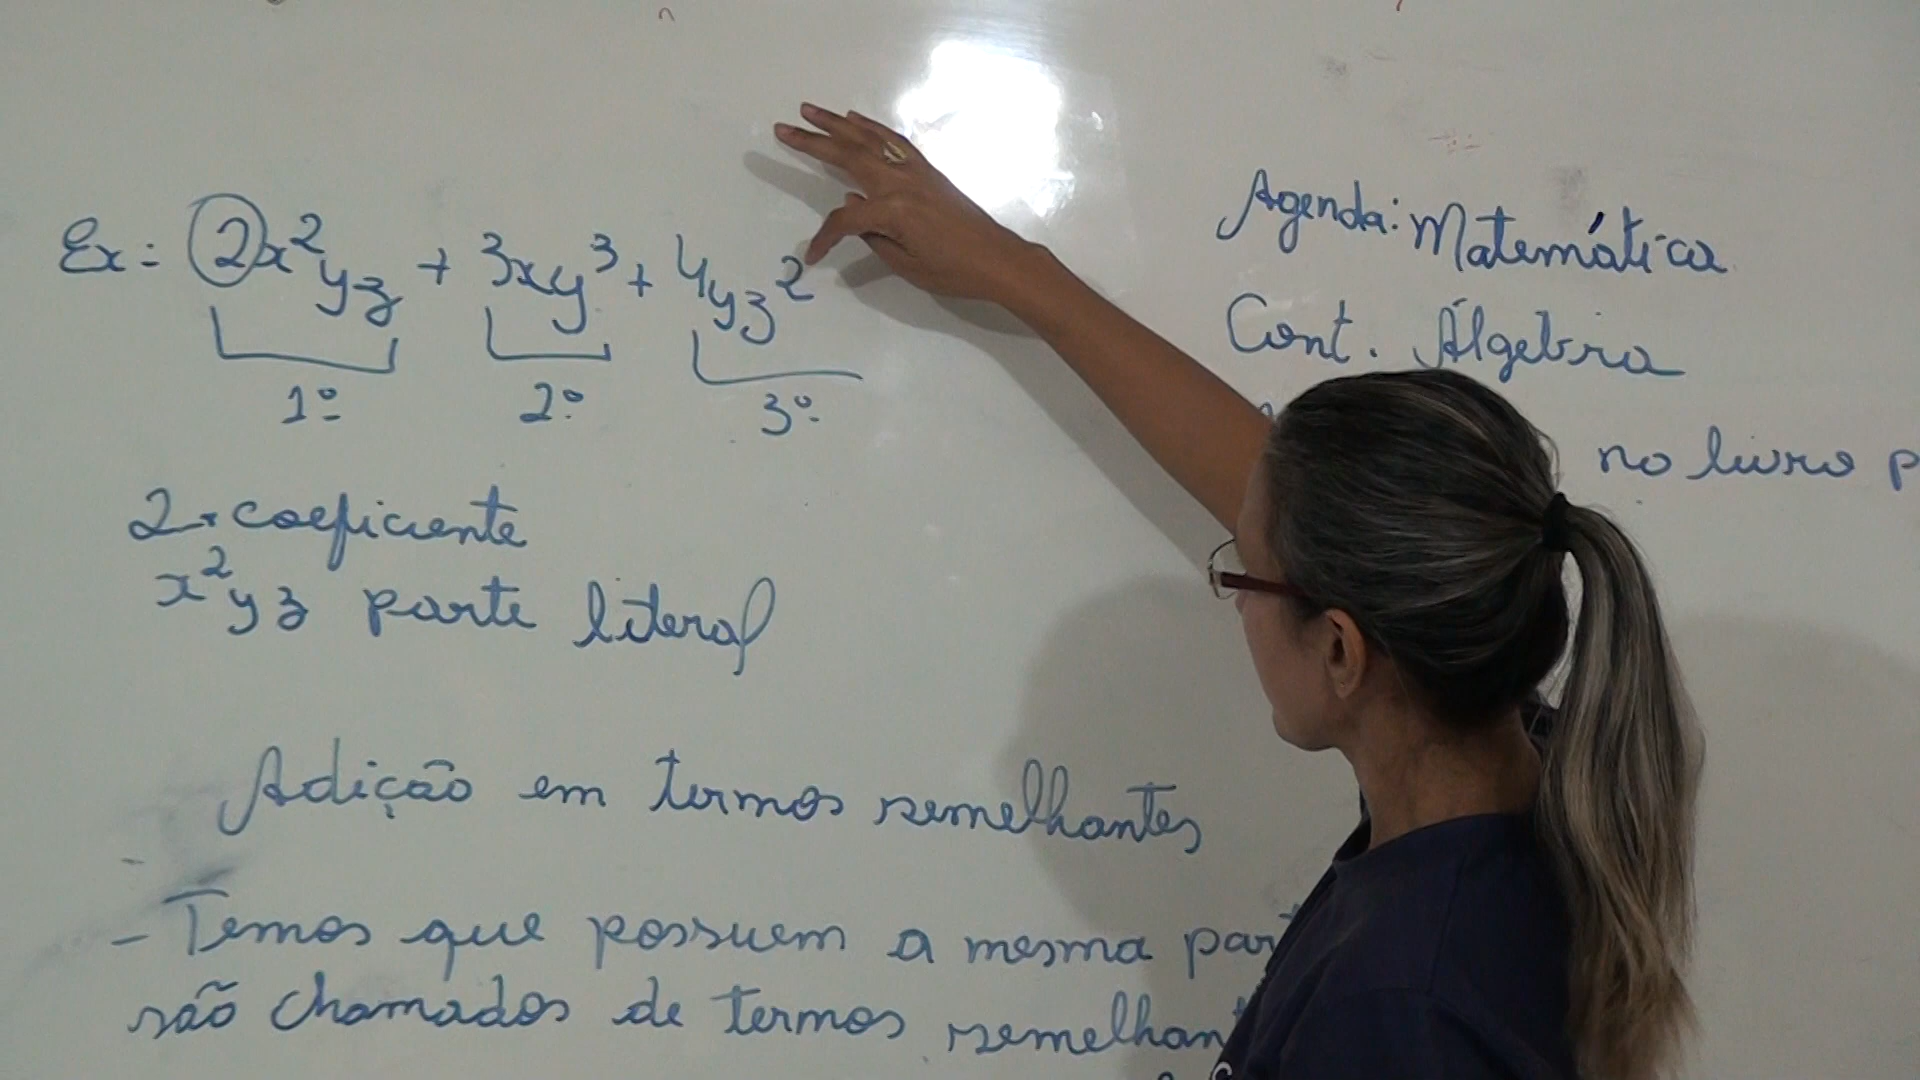 Ex: 2x²yz + 3xy³ + 4yz²
1º 2º 3º
2. coeficiente
x²yz parte literal
Adição em termos semelhantes
- Temos que possuem a mesma par
são chamados de termos semelhant
Agenda: Matemática
Cont. Álgebra
no livro p